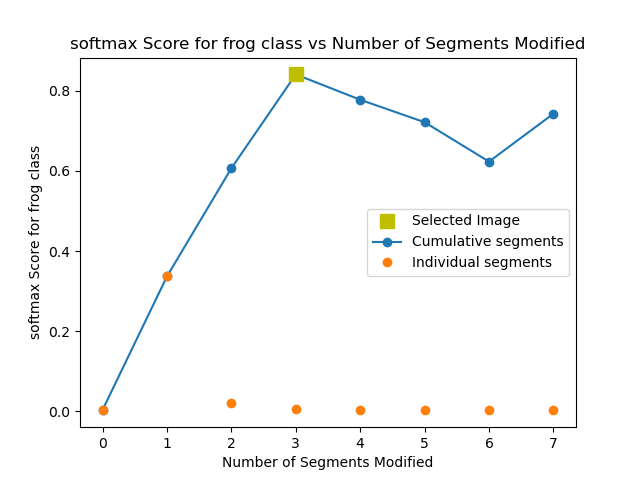 softmax Score for frog class vs Number of Segments Modified
softmax Score for frog class
0.8
0.6
0.4
0.2
0.0
Selected Image
Cumulative segments
Individual segments
0 1 2 3 4 5 6 7
Number of Segments Modified